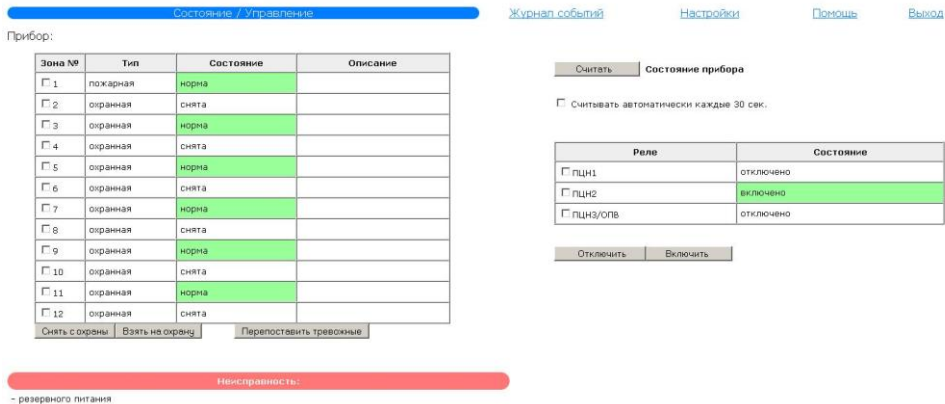 Состояние / Управление Журнал событий Настройки Помощь Выход
Прибор:
Зона № Тип Состояние Описание
1 пожарная норма
2 охранная снята
3 охранная норма
4 охранная снята
5 охранная норма
6 охранная снята
7 охранная норма
8 охранная снята
9 охранная норма
10 охранная снята
11 охранная норма
12 охранная снята
Снять с охраны Взять на охрану Перепоставить тревожные
Считать Состояние прибора
Считывать автоматически каждые 30 сек.
Реле Состояние
ПЦН1 отключено
ПЦН2 включено
ПЦН3/ОПВ отключено
Отключить Включить
Неисправность:
- резервного питания